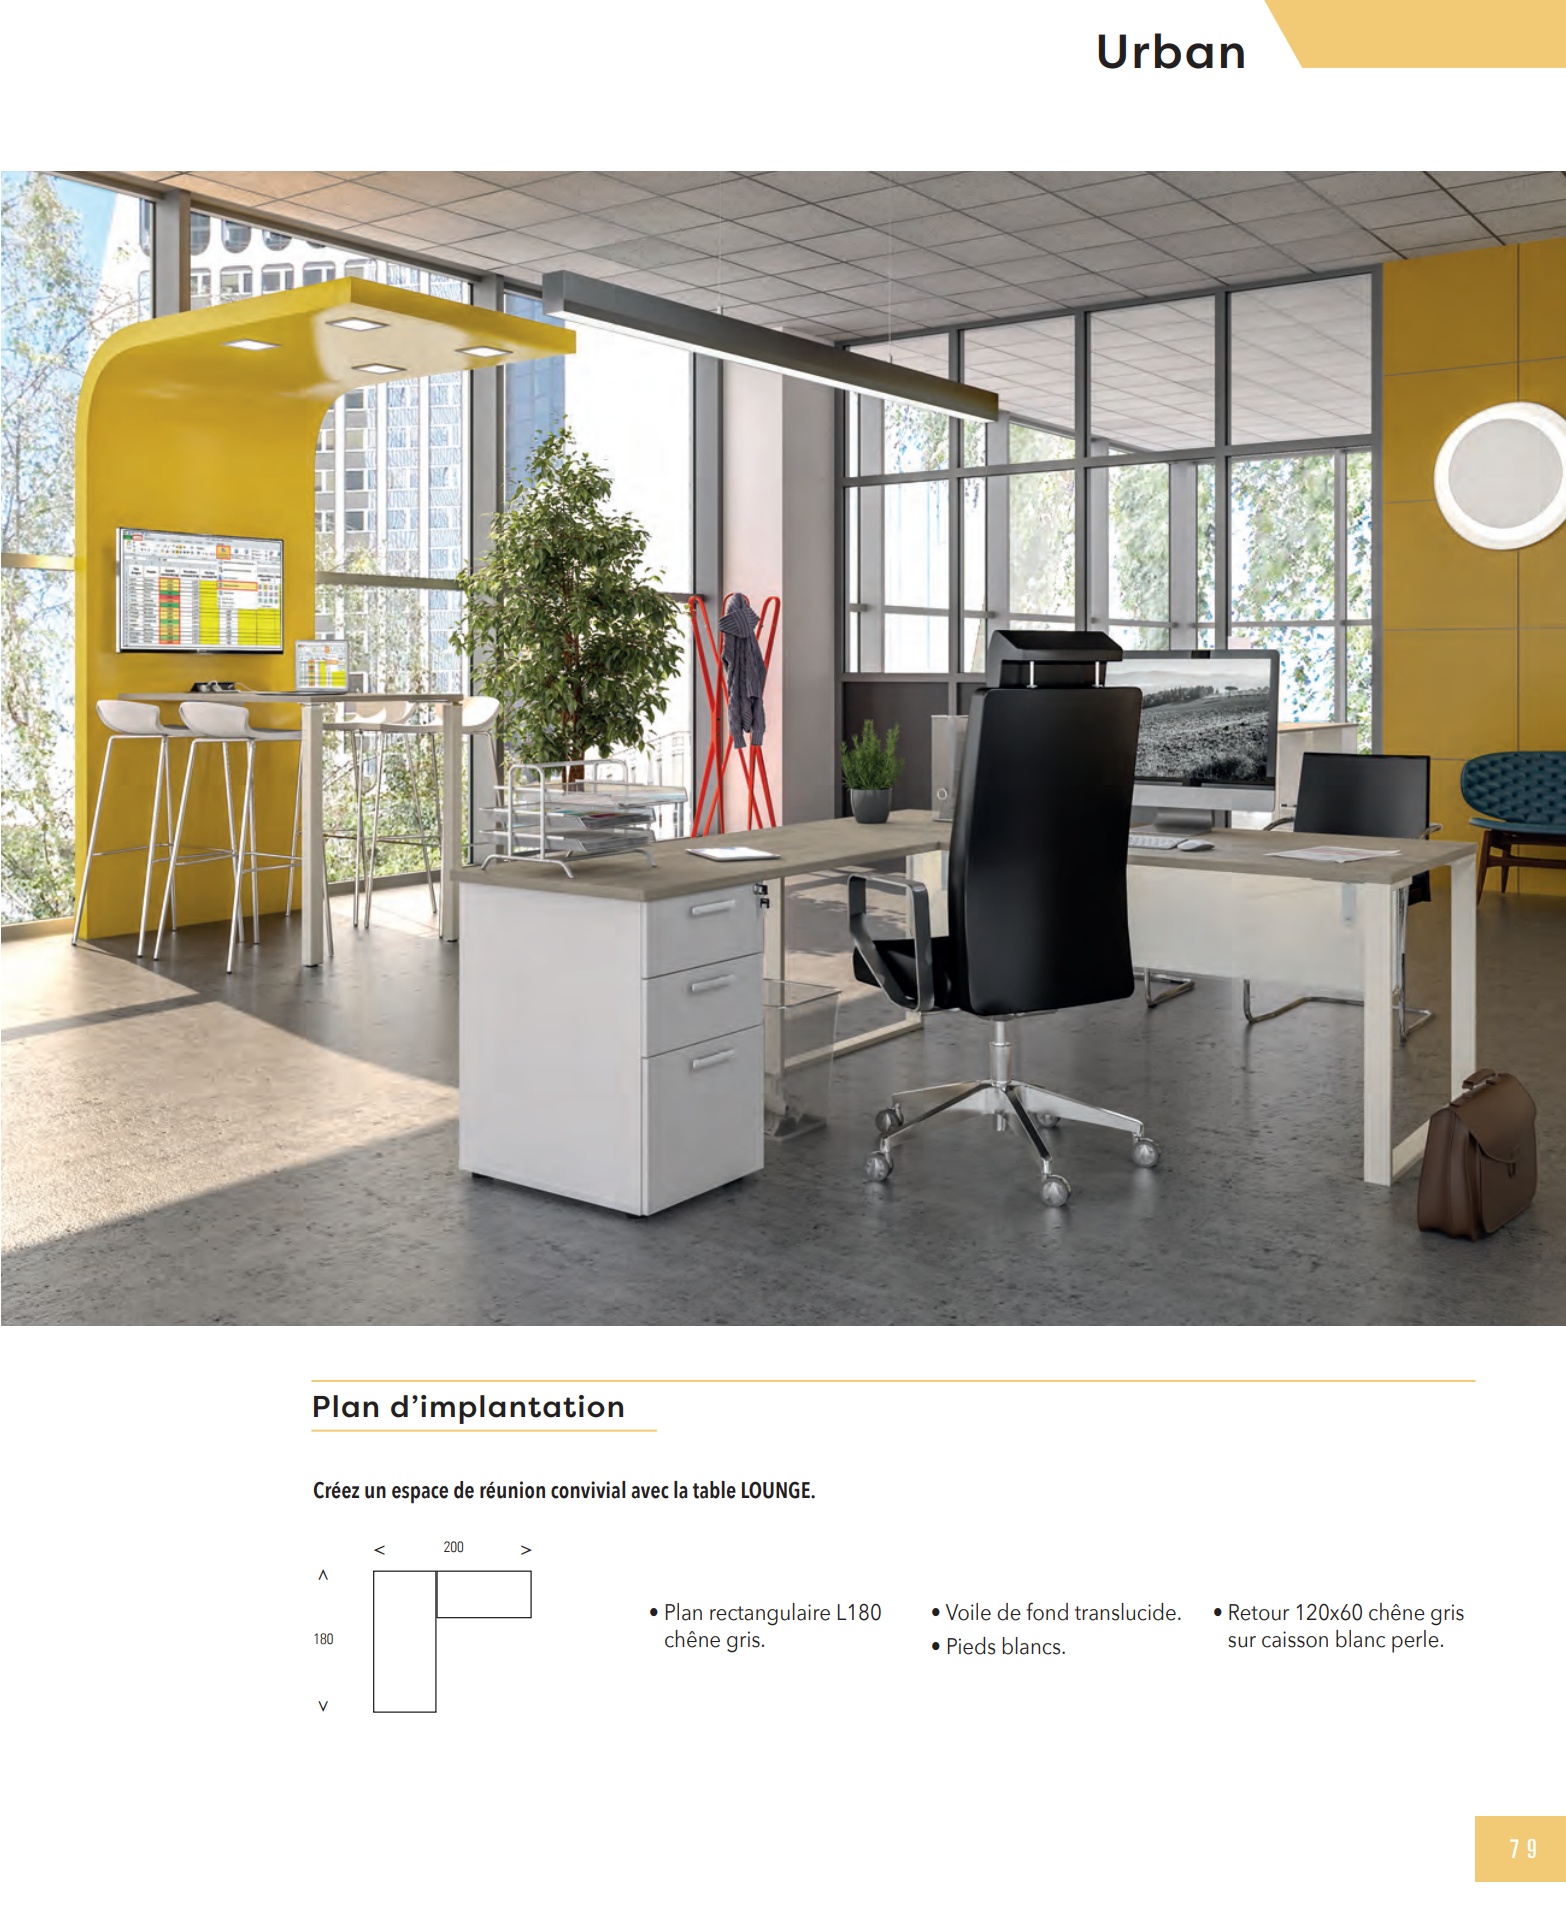 Urban
Plan d’implantation
Créez un espace de réunion convivial avec la table LOUNGE.
< 200 >
180
• Plan rectangulaire L180
chêne gris.
• Voile de fond translucide.
• Pieds blancs.
• Retour 120x60 chêne gris
sur caisson blanc perle.
79